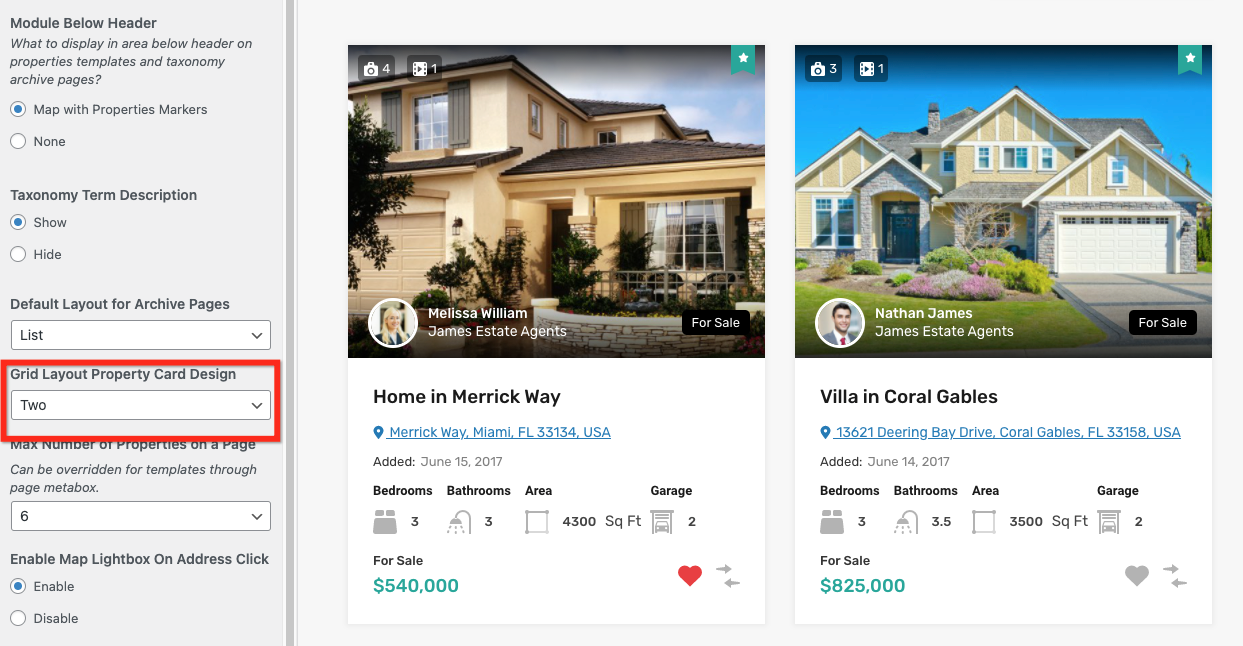 Module Below Header
What to display in area below header on
properties templates and taxonomy
archive pages?
Map with Properties Markers
None
Taxonomy Term Description
Show
Hide
Default Layout for Archive Pages
List
Grid Layout Property Card Design
Two
Max Number of Properties on a Page
Can be overridden for templates through
page metabox.
6
Enable Map Lightbox On Address Click
Enable
Disable
4 1
Melissa William
James Estate Agents
For Sale
Home in Merrick Way
Merrick Way, Miami, FL 33134, USA
Added: June 15, 2017
Bedrooms Bathrooms Area Garage
3 3 4300 Sq Ft 2
For Sale
$540,000
3 1
Nathan James
James Estate Agents
For Sale
Villa in Coral Gables
13621 Deering Bay Drive, Coral Gables, FL 33158, USA
Added: June 14, 2017
Bedrooms Bathrooms Area Garage
3 3.5 3500 Sq Ft 2
For Sale
$825,000